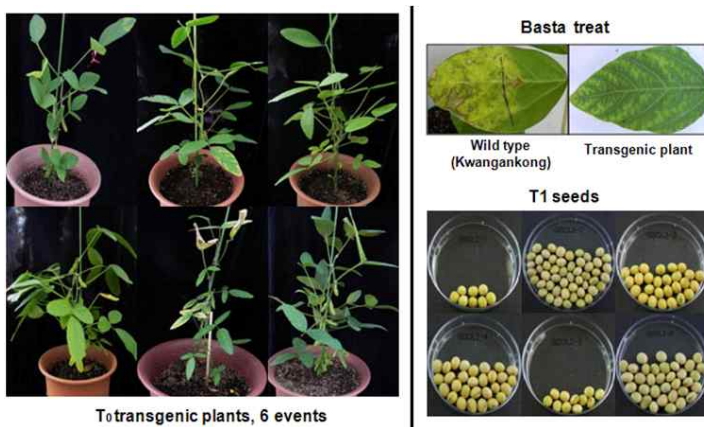 Basta treat
Wild type
(Kwangankong)
Transgenic plant
T1 seeds
T0 transgenic plants, 6 events